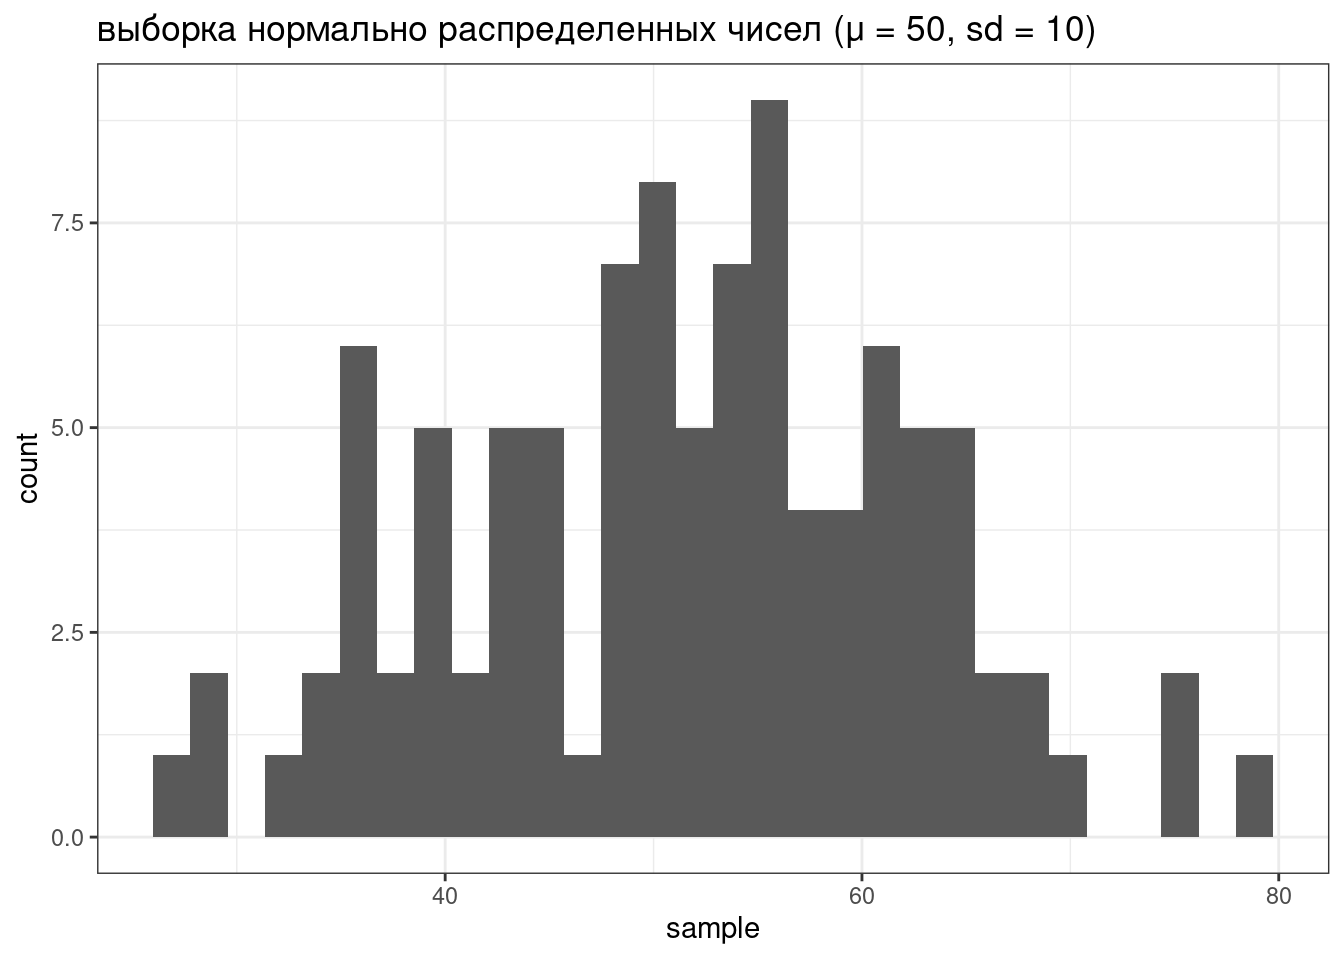 выборка нормально распределенных чисел (μ = 50, sd = 10)
7.5
5.0
2.5
0.0
count
40 60 80
sample